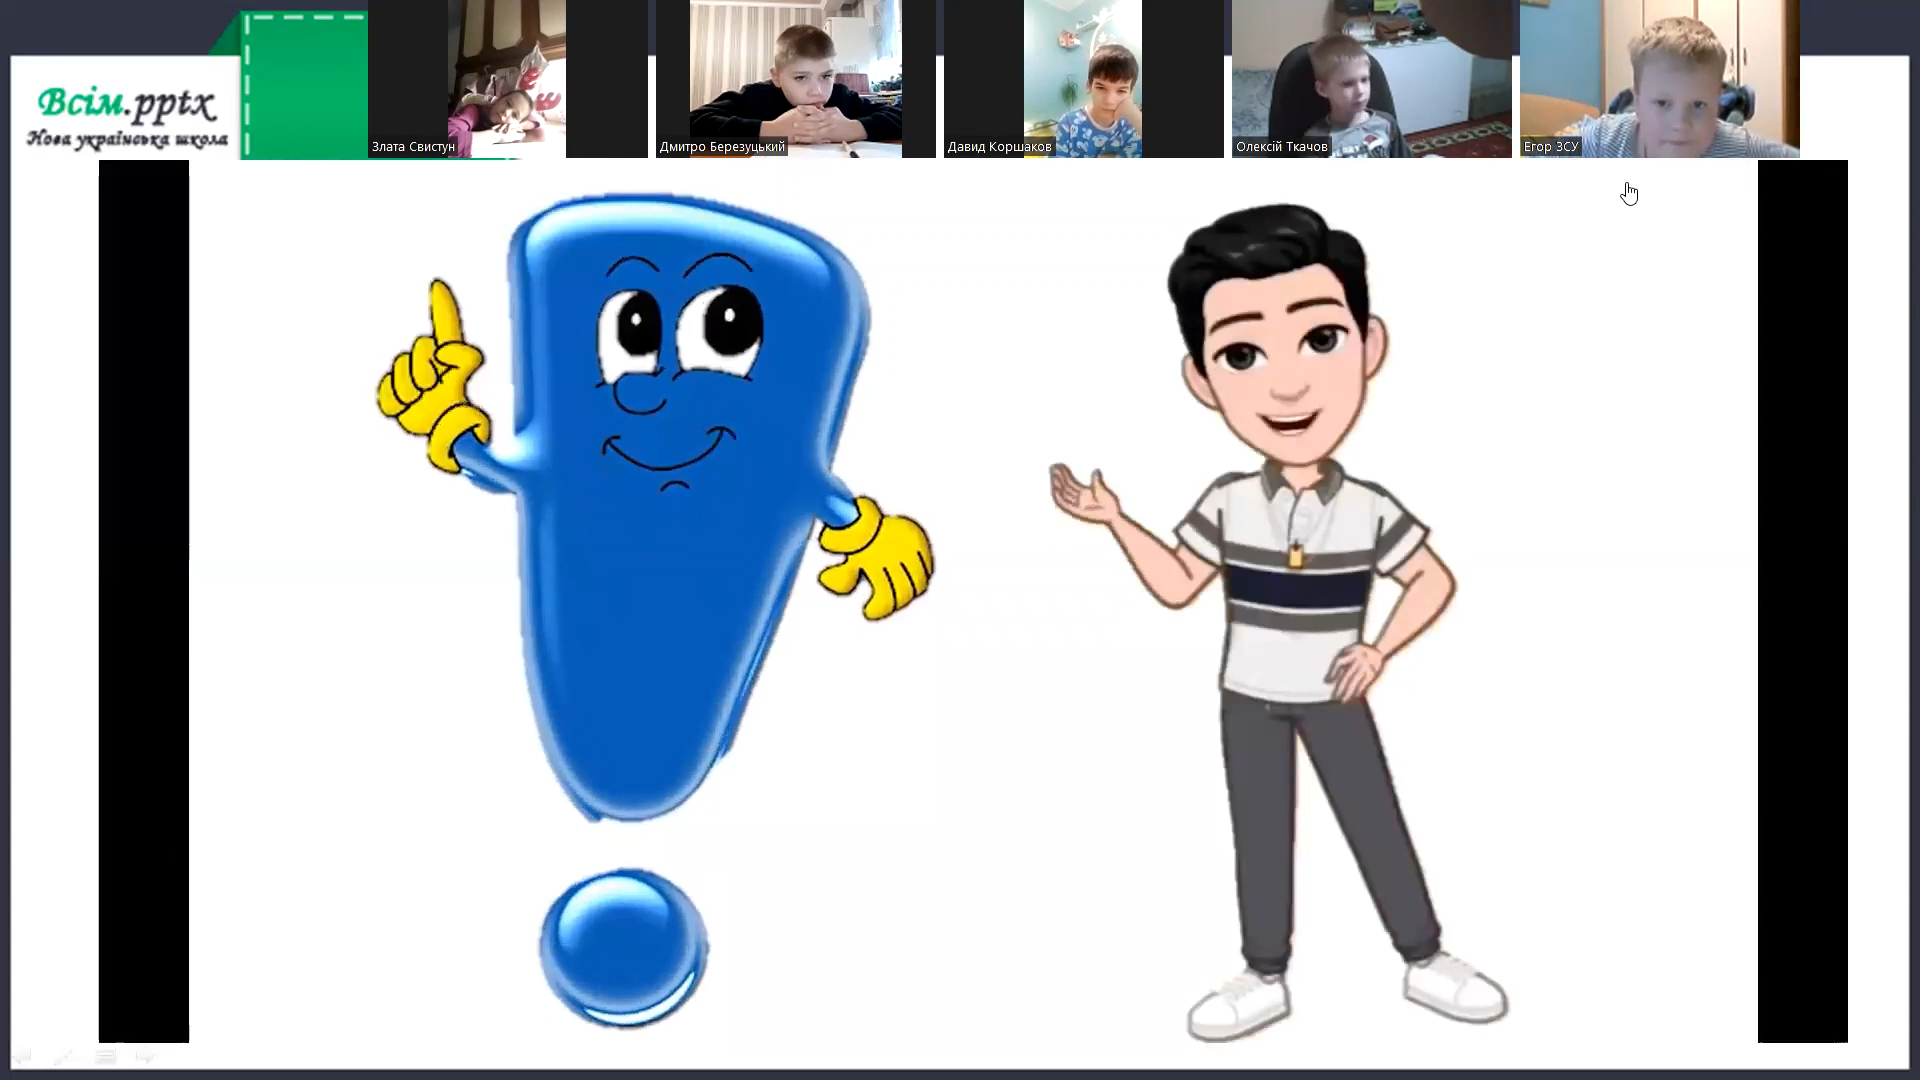 Всім.pptx
Нова українська школа
Злата Свистун
Дмитро Березуцький
Давид Коршаков
Олексій Ткачов
Егор ЗСУ